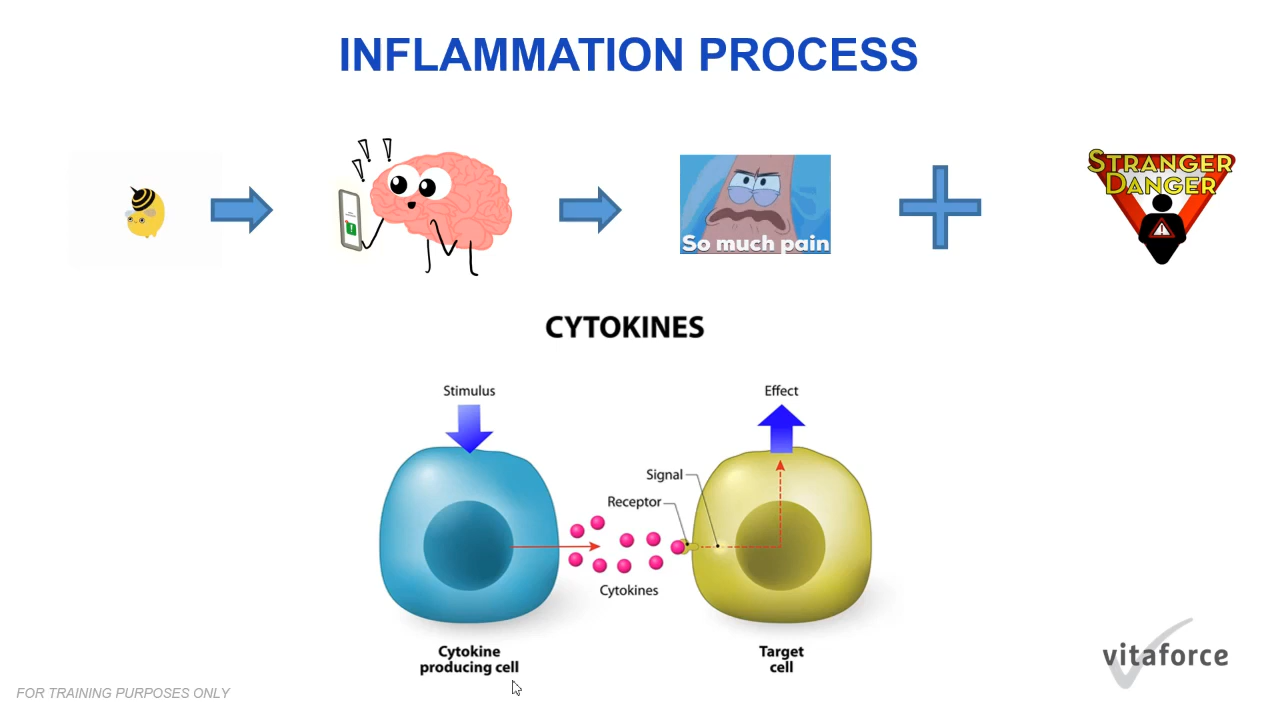 INFLAMMATION PROCESS
STRANGER
DANGER
So much pain
CYTOKINES
Stimulus
Effect
Signal
Receptor
Cytokines
Cytokine
producing cell
Target
cell
vitaforce
FOR TRAINING PURPOSES ONLY